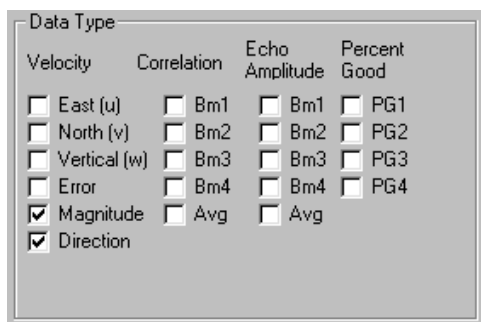 Data Type
Velocity Correlation Echo Amplitude Percent Good
East (u) Bm1 Bm1 PG1
North (v) Bm2 Bm2 PG2
Vertical (w) Bm3 Bm3 PG3
Error Bm4 Bm4 PG4
Magnitude Avg Avg
Direction